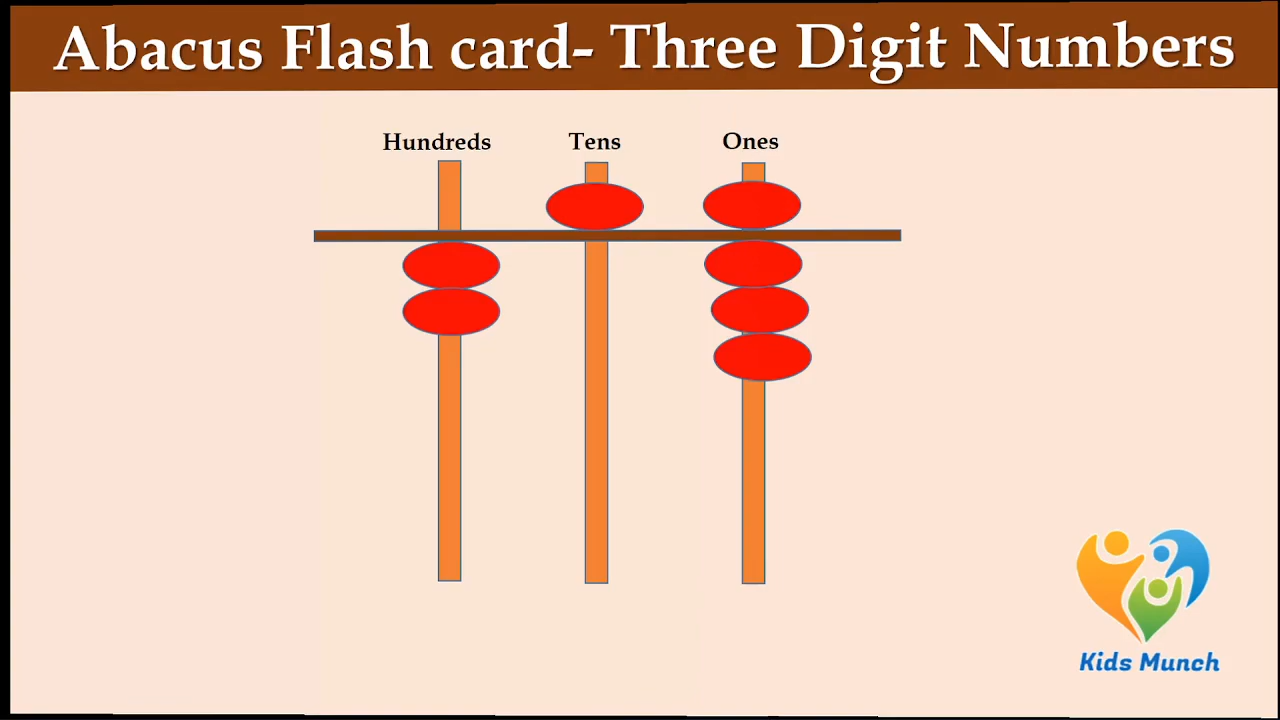 Abacus Flash card- Three Digit Numbers
Hundreds Tens Ones
Kids Munch